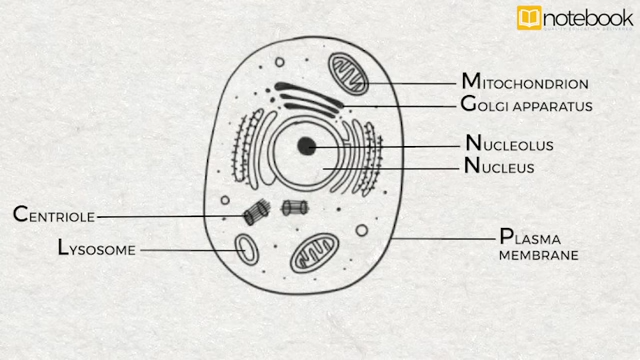 notebook
MITOCHONDRION
GOLGI APPARATUS
NUCLEOLUS
NUCLEUS
CENTRIOLE
LYSOSOME
PLASMA
MEMBRANE